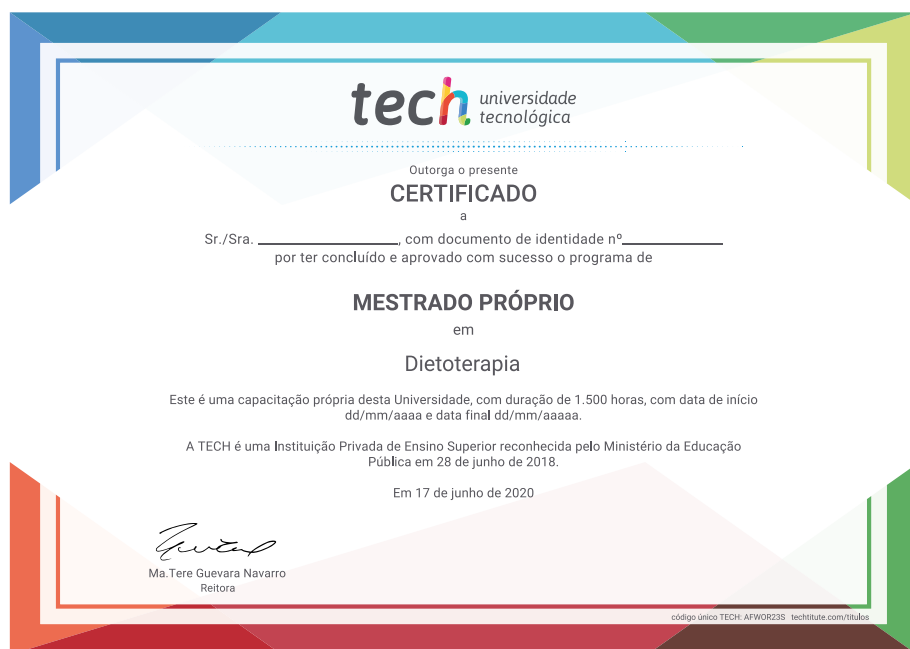 tech universidade
tecnológica
Outorga o presente
CERTIFICADO
a
Sr./Sra. ____________, com documento de identidade nº_________
por ter concluído e aprovado com sucesso o programa de
MESTRADO PRÓPRIO
em
Dietoterapia
Este é uma capacitação própria desta Universidade, com duração de 1.500 horas, com data de início
dd/mm/aaaa e data final dd/mm/aaaaa.
A TECH é uma Instituição Privada de Ensino Superior reconhecida pelo Ministério da Educação
Pública em 28 de junho de 2018.
Em 17 de junho de 2020
Ma.Tere Guevara Navarro
Reitora
código único TECH: AFWOR23S techtitute.com/titulos